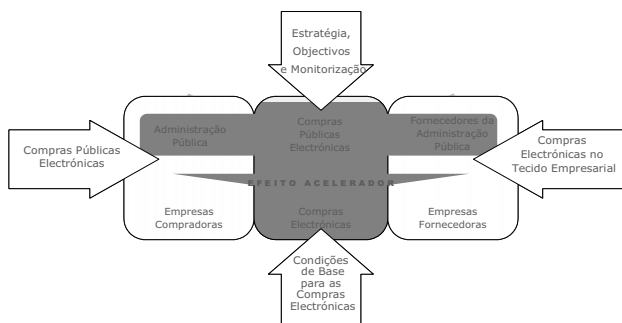 Estratégia,
Objectivos
e Monitorização
Compras Públicas
Electrónicas
Administração
Pública
Compras
Públicas
Electrónicas
Fornecedores da
Administração
Pública
Compras
Electrónicas no
Tecido Empresarial
EFEITO ACELERADOR
Empresas
Compradoras
Compras
Electrónicas
Empresas
Fornecedoras
Condições
de Base
para as
Compras
Electrónicas